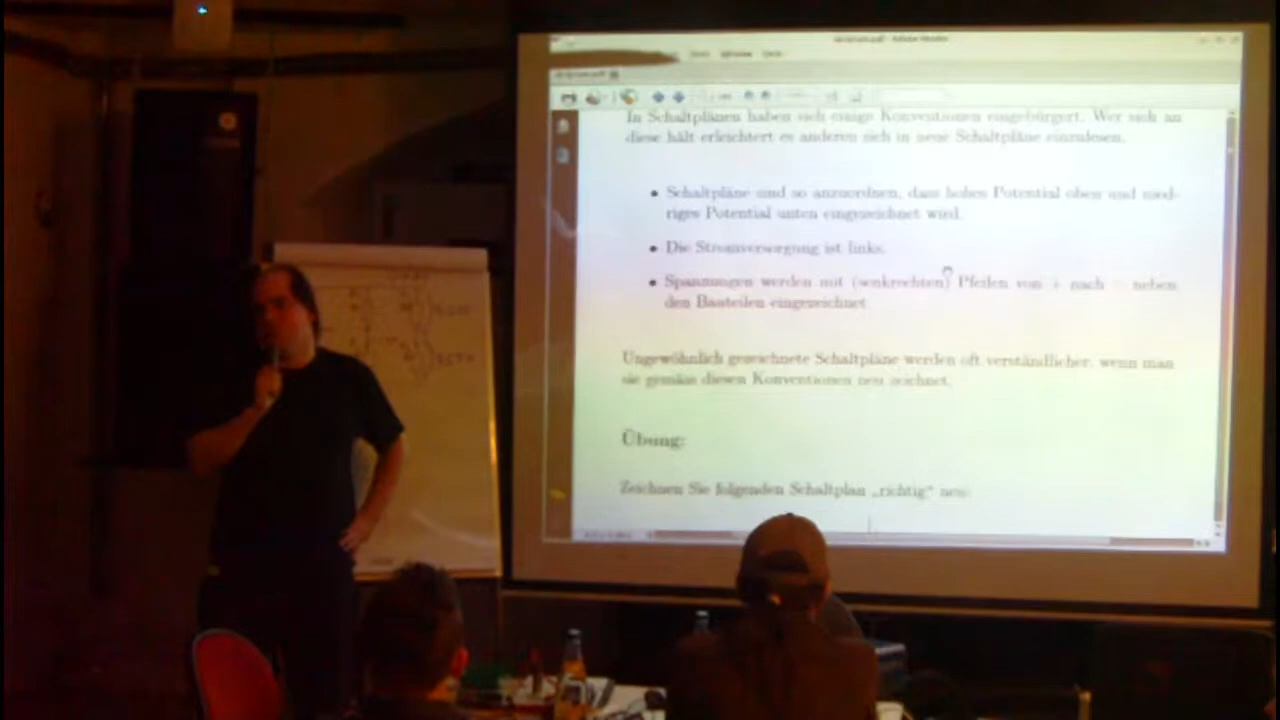 In Schaltplänen haben sich einige Konventionen eingebürgert. Wer sich an
diese hält erleichtert es anderen sich in neue Schaltpläne einzulesen.
• Schaltpläne sind so anzuordnen, dass hohes Potential oben und nied-
riges Potential unten eingezeichnet wird.
• Die Stromversorgung ist links.
• Spannungen werden mit (senkrechten) Pfeilen von + nach − neben
den Bauteilen eingezeichnet
Ungewöhnlich gezeichnete Schaltpläne werden oft verständlicher, wenn man
sie gemäss diesen Konventionen neu zeichnet.
Übung:
Zeichnen Sie folgenden Schaltplan „richtig“ neu: